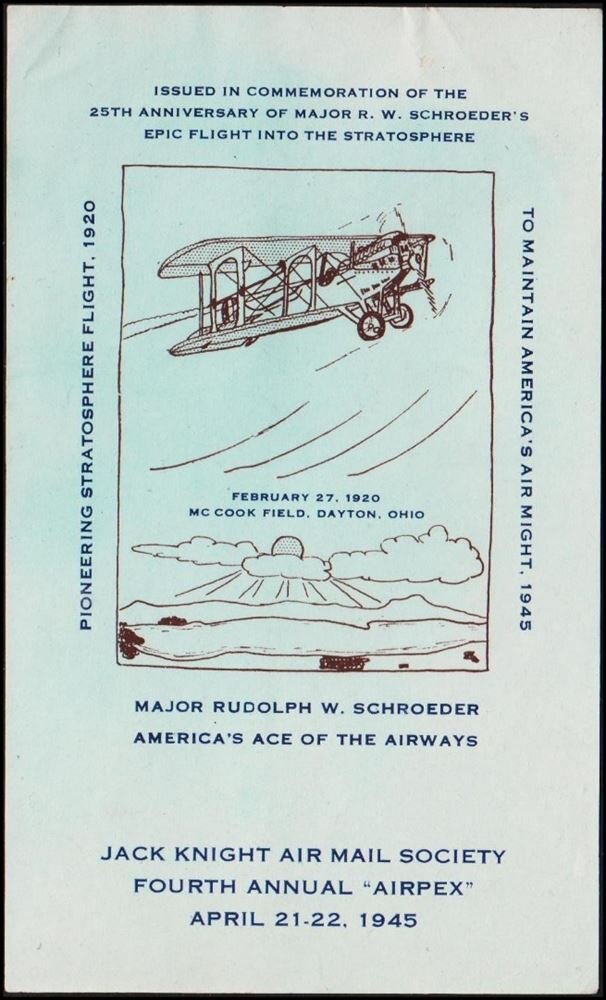 ISSUED IN COMMEMORATION OF THE
25TH ANNIVERSARY OF MAJOR R. W. SCHROEDER'S
EPIC FLIGHT INTO THE STRATOSPHERE
PIONEERING STRATOSPHERE FLIGHT, 1920
TO MAINTAIN AMERICA'S AIR MIGHT, 1945
FEBRUARY 27, 1920
MC COOK FIELD, DAYTON, OHIO
MAJOR RUDOLPH W. SCHROEDER
AMERICA'S ACE OF THE AIRWAYS
JACK KNIGHT AIR MAIL SOCIETY
FOURTH ANNUAL “AIRPEX”
APRIL 21-22, 1945